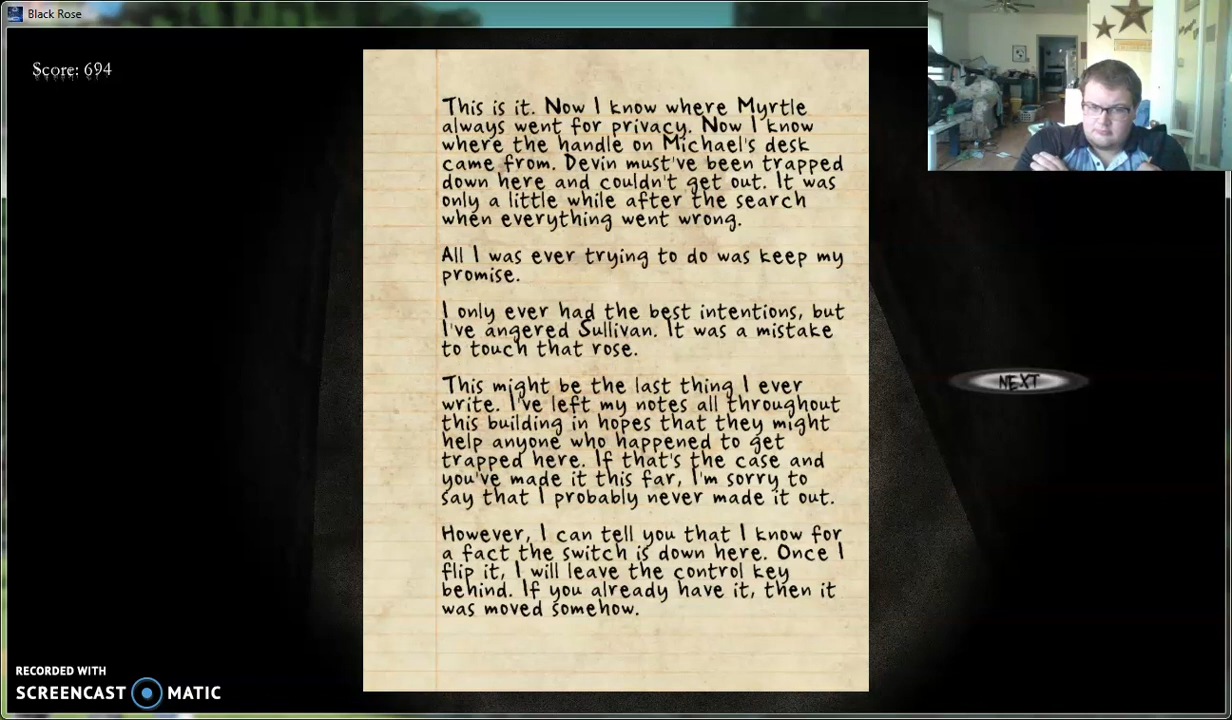 Black Rose
Score: 694
This is it. Now I know where Myrtle
always went for privacy. Now I know
where the handle on Michael's desk
came from. Devin must've been trapped
down here and couldn't get out. It was
only a little while after the search
when everything went wrong.
All I was ever trying to do was keep my
promise.
I only ever had the best intentions, but
I've angered Sullivan. It was a mistake
to touch that rose.
This might be the last thing I ever
write. I've left my notes all throughout
this building in hopes that they might
help anyone who happened to get
trapped here. If that's the case and
you've made it this far, I'm sorry to
say that I probably never made it out.
However, I can tell you that I know for
a fact the switch is down here. Once I
flip it, I will leave the control key
behind. If you already have it, then it
was moved somehow.
NEXT
RECORDED WITH
SCREENCAST MATIC